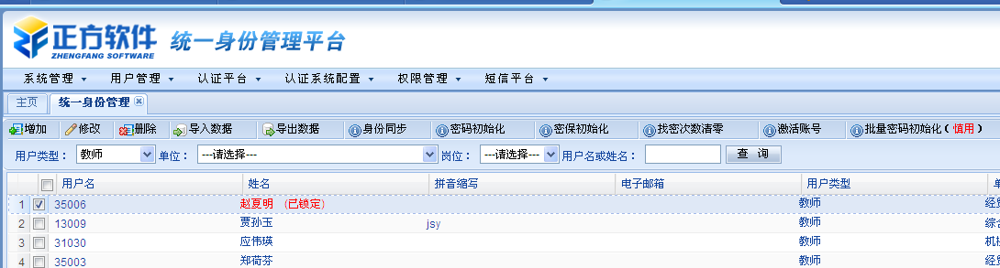 正方软件 统一身份管理平台
ZHENGFANG SOFTWARE
系统管理 用户管理 认证平台 认证系统配置 权限管理 短信平台
主页 统一身份管理
增加 修改 删除 导入数据 导出数据 身份同步 密码初始化 密保初始化 找密次数清零 激活账号 批量密码初始化(慎用)
用户类型: 教师 单位: ---请选择--- 岗位: ---请选择--- 用户名或姓名: 查 询
用户名 姓名 拼音缩写 电子邮箱 用户类型
1 35006 赵夏明 (已锁定) 教师
2 13009 贾孙玉 jsy 教师
3 31030 应伟瑛 教师
4 35003 郑荷芬 教师